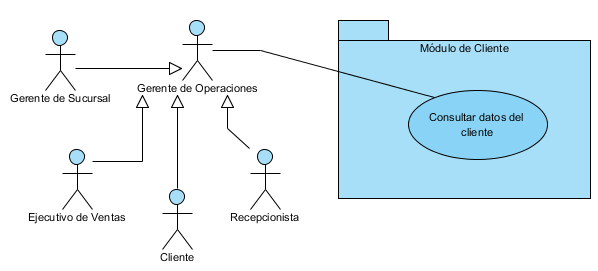 Módulo de Cliente
Gerente de Sucursal
Gerente de Operaciones
Consultar datos del
cliente
Ejecutivo de Ventas
Recepcionista
Cliente